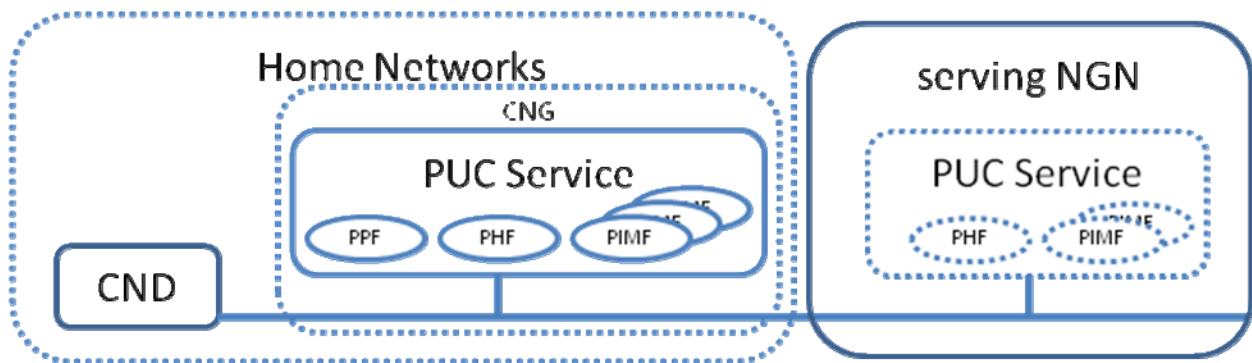 Home Networks
CNG
PUC Service
PPF
PHF
PIMF
CND
serving NGN
PUC Service
PHF
PIMF